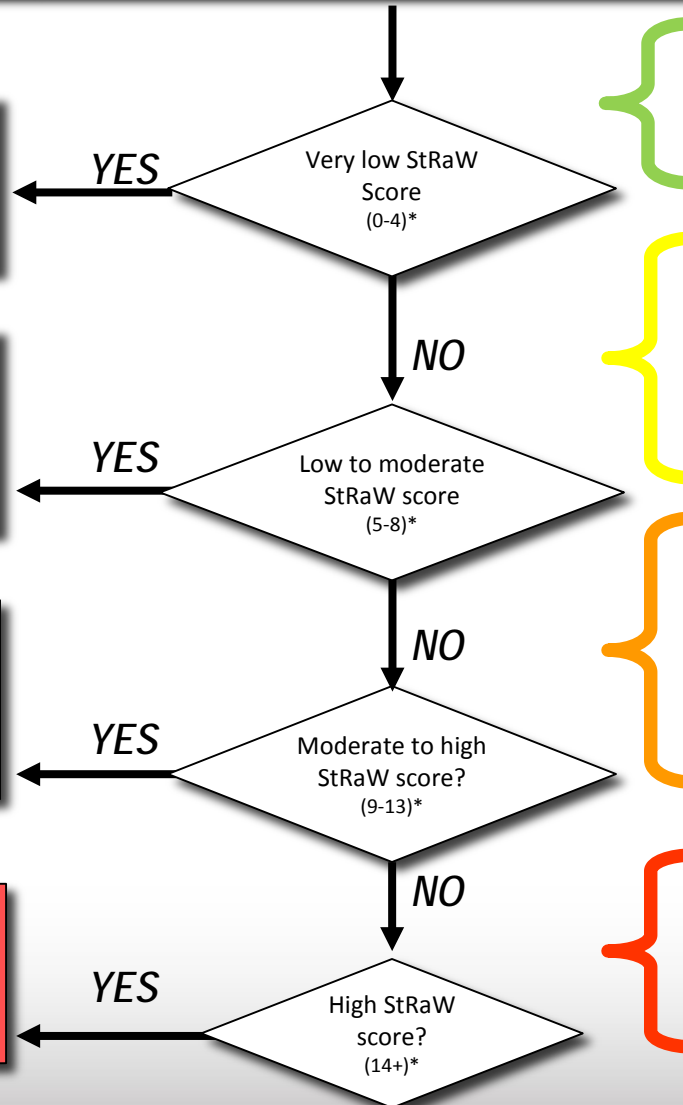 Very low StRaW
Score
(0-4)*
YES
NO
Low to moderate
StRaW score
(5-8)*
YES
NO
Moderate to high
StRaW score?
(9-13)*
YES
NO
High StRaW
score?
(14+)*
YES